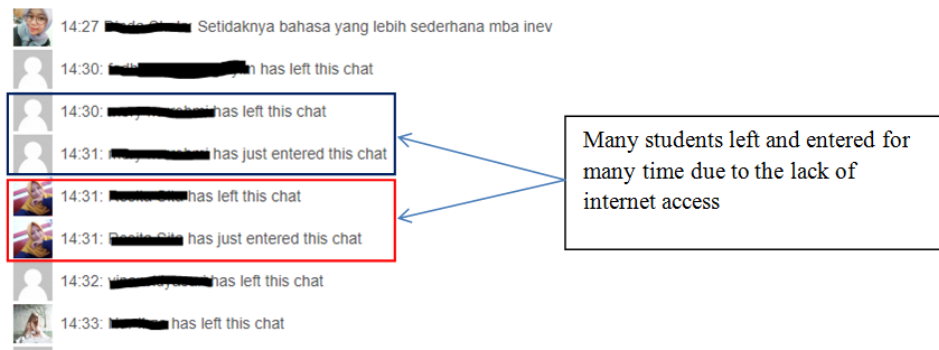 14:27 Setidaknya bahasa yang lebih sederhana mba inev
14:30: has left this chat
14:30: has left this chat
14:31: has just entered this chat
14:31: has left this chat
14:31: has just entered this chat
14:32: has left this chat
14:33: has left this chat
Many students left and entered for
many time due to the lack of
internet access